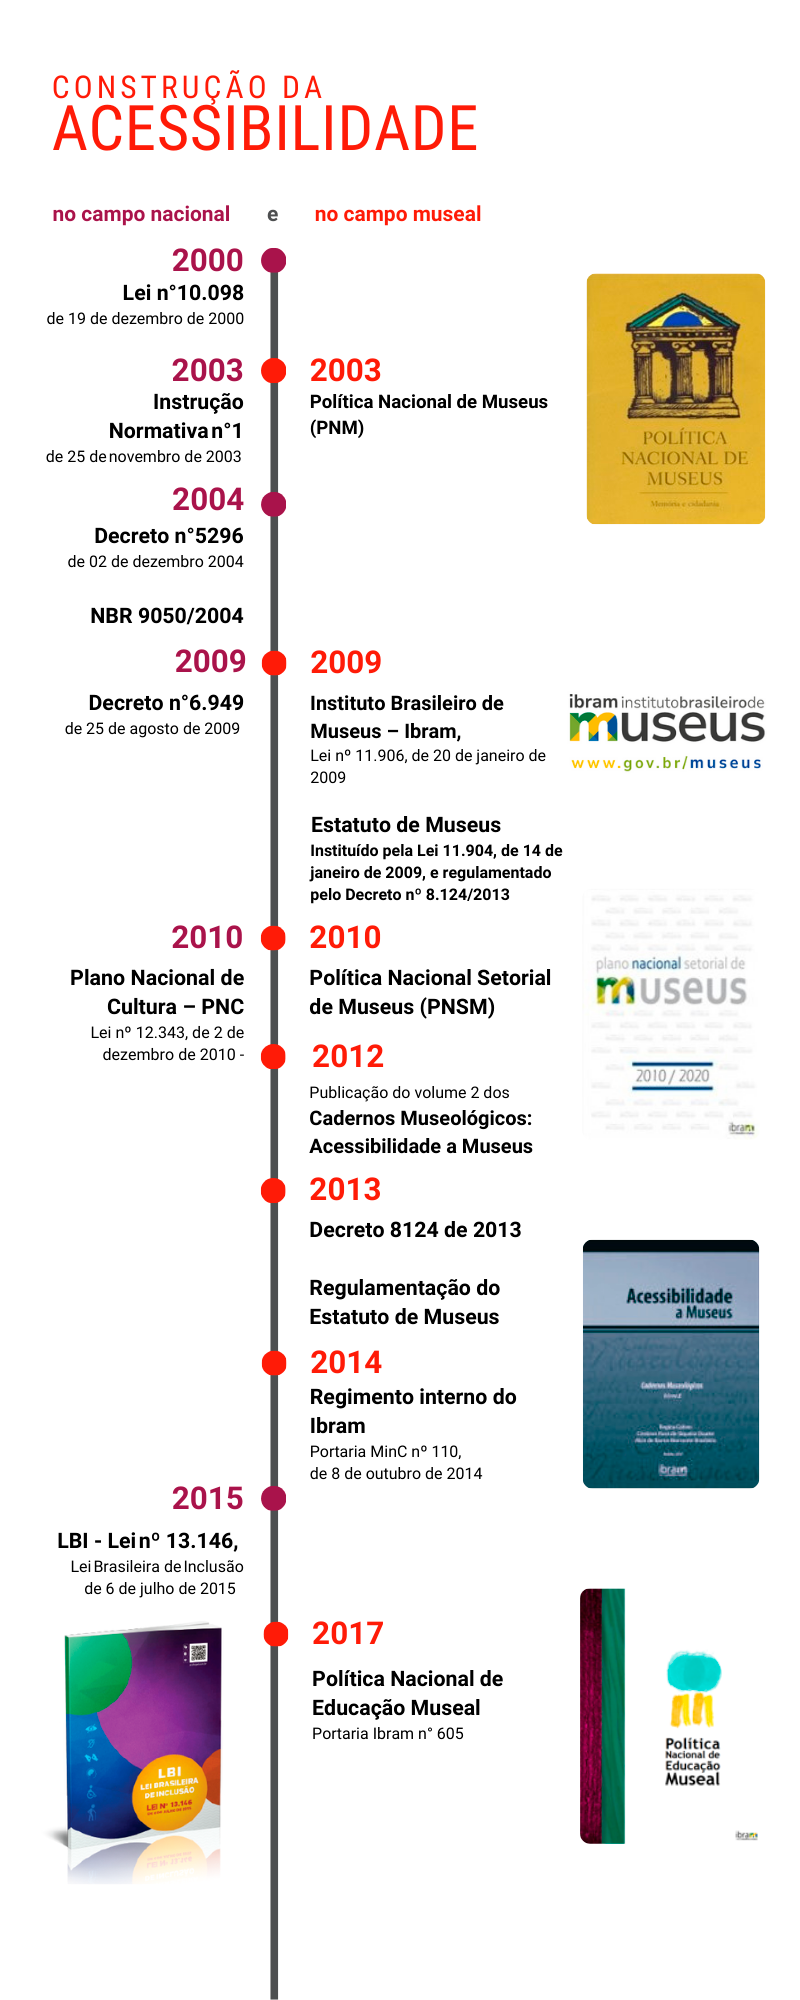 CONSTRUÇÃO DA
ACESSIBILIDADE
no campo nacional e no campo museal
2000
Lei n°10.098
de 19 de dezembro de 2000
POLÍTICA
NACIONAL DE
MUSEUS
Memória e cidadania
2003
Instrução
Normativa n°1
de 25 de novembro de 2003
2003
Política Nacional de Museus
(PNM)
2004
Decreto n°5296
de 02 de dezembro 2004
NBR 9050/2004
2009
Decreto n°6.949
de 25 de agosto de 2009
2009
Instituto Brasileiro de
Museus – Ibram,
Lei nº 11.906, de 20 de janeiro de
2009
ibram institutobrasileirode
museus
www.gov.br/museus
Estatuto de Museus
Instituído pela Lei 11.904, de 14 de
janeiro de 2009, e regulamentado
pelo Decreto nº 8.124/2013
2010
Plano Nacional de
Cultura – PNC
Lei nº 12.343, de 2 de
dezembro de 2010 -
2010
Política Nacional Setorial
de Museus (PNSM)
plano nacional setorial de
museus
2010 / 2020
ibram
2012
Publicação do volume 2 dos
Cadernos Museológicos:
Acessibilidade a Museus
2013
Decreto 8124 de 2013
Regulamentação do
Estatuto de Museus
Acessibilidade
a Museus
Cadernos Museológicos
ibram
2014
Regimento interno do
Ibram
Portaria MinC nº 110,
de 8 de outubro de 2014
2015
LBI - Lei nº 13.146,
Lei Brasileira de Inclusão
de 6 de julho de 2015
LBI
LEI BRASILEIRA
DE INCLUSÃO
LEI Nº 13.146
2017
Política Nacional de
Educação Museal
Portaria Ibram n° 605
Política
Nacional de
Educação
Museal
ibram